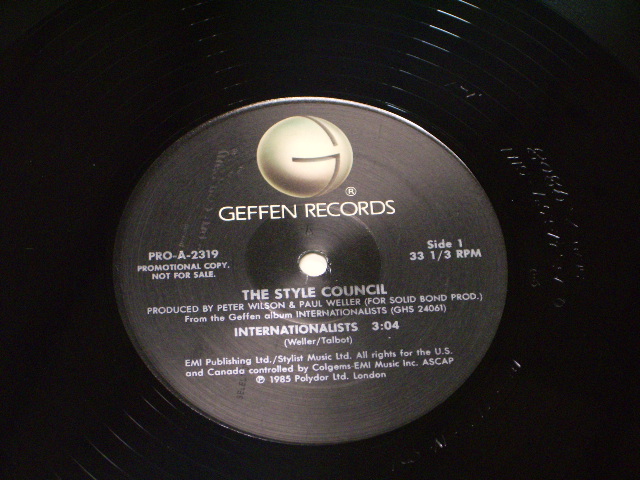 G
®
GEFFEN RECORDS
PRO-A-2319
PROMOTIONAL COPY.
NOT FOR SALE.
Side 1
33 1/3 RPM
THE STYLE COUNCIL
PRODUCED BY PETER WILSON & PAUL WELLER (FOR SOLID BOND PROD.)
From the Geffen album INTERNATIONALISTS (GHS 24061)
INTERNATIONALISTS 3:04
(Weller/Talbot)
EMI Publishing Ltd./Stylist Music Ltd. All rights for the U.S.
and Canada controlled by Colgems-EMI Music Inc. ASCAP
℗ 1985 Polydor Ltd. London